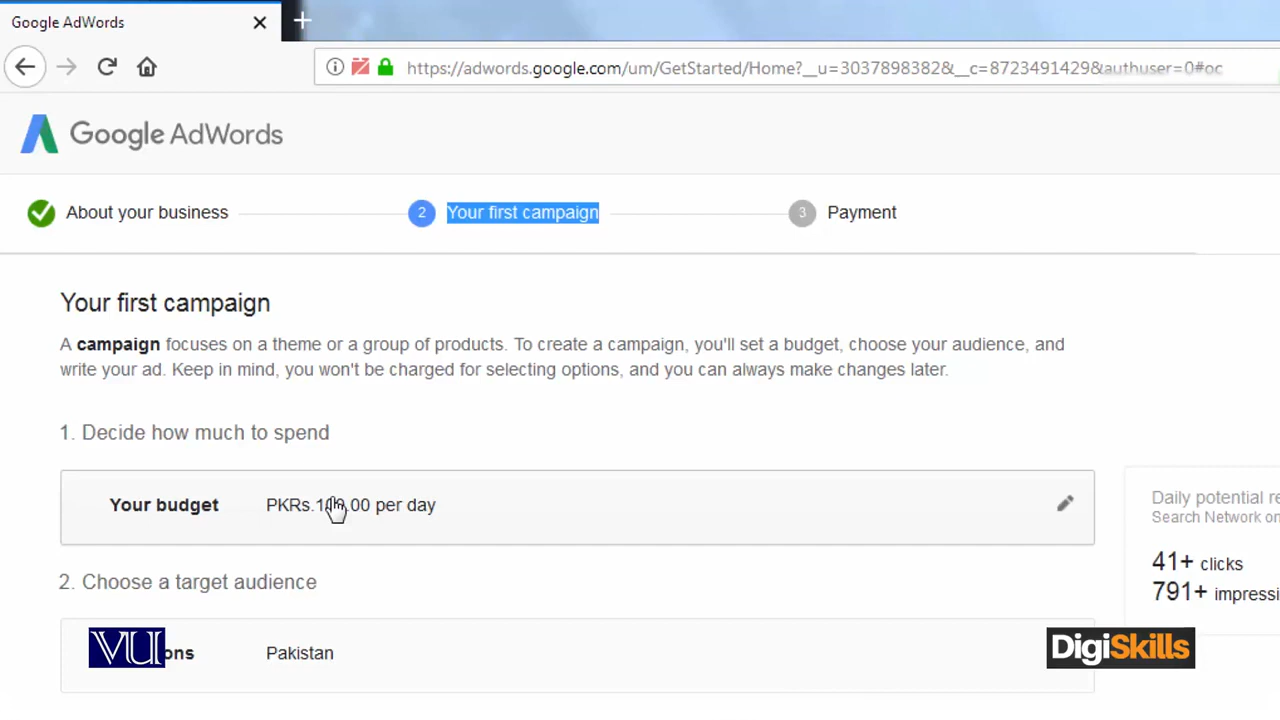 Google AdWords
https://adwords.google.com/um/GetStarted/Home?__u=3037898382&__c=8723491429&authuser=0#oc
Google AdWords
About your business
2 Your first campaign
3 Payment
Your first campaign
A campaign focuses on a theme or a group of products. To create a campaign, you'll set a budget, choose your audience, and
write your ad. Keep in mind, you won't be charged for selecting options, and you can always make changes later.
1. Decide how much to spend
Your budget PKRs.100.00 per day
Daily potential re
Search Network on
41+ clicks
791+ impressi
2. Choose a target audience
VU ons Pakistan
DigiSkills